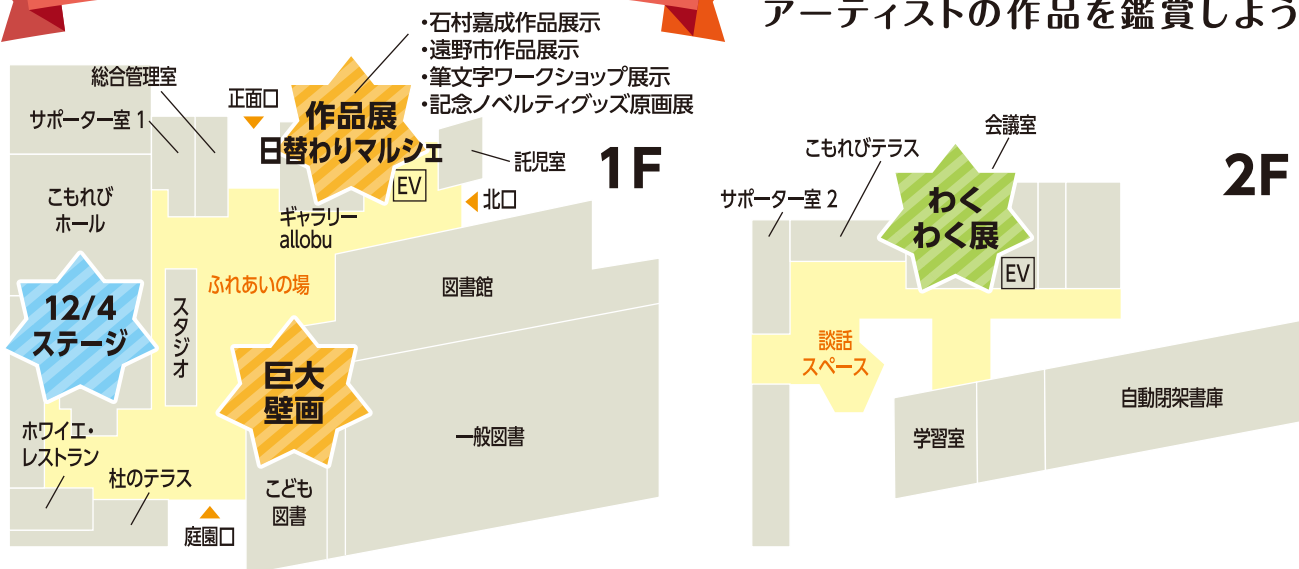 アーティストの作品を鑑賞しよう
・石村嘉成作品展示
・遠野市作品展示
・筆文字ワークショップ展示
・記念ノベルティグッズ原画展
総合管理室
サポーター室 1
正面口
作品展
日替わりマルシェ
託児室
1F
EV
北口
こもれび
ホール
ギャラリー
allobu
ふれあいの場
図書館
12/4
ステージ
スタジオ
巨大
壁画
一般図書
ホワイエ・
レストラン
杜のテラス
こども
図書
庭園口
会議室
こもれびテラス
2F
サポーター室 2
わく
わく展
EV
談話
スペース
自動閉架書庫
学習室